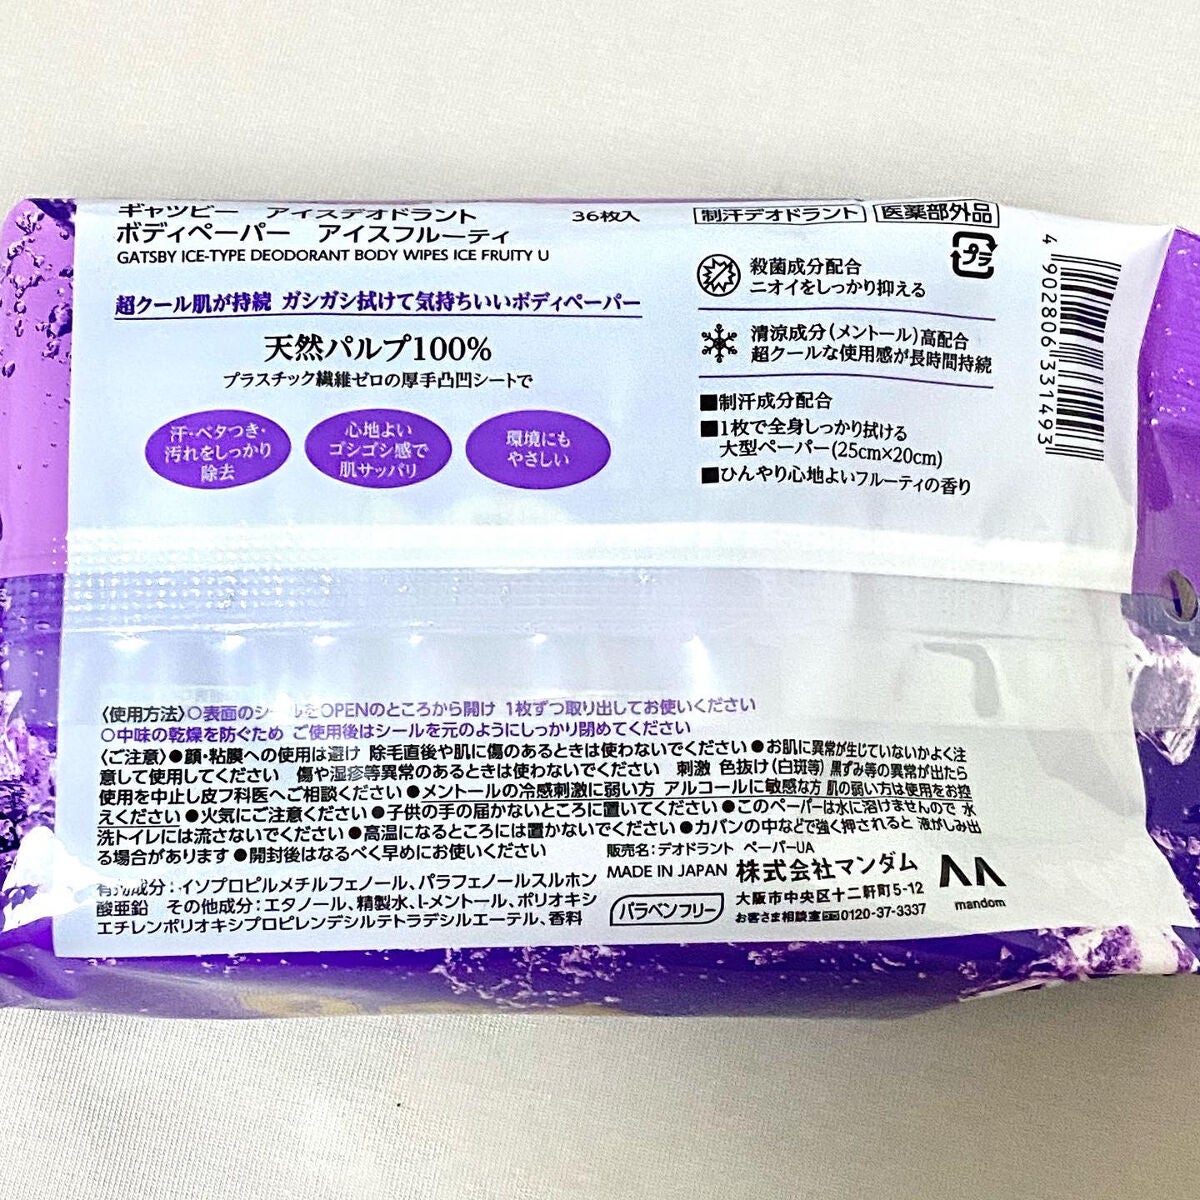 ギャツビー　アイスデオドラント
ボディペーパー　アイスフルーティ
36枚入
GATSBY ICE-TYPE DEODORANT BODY WIPES ICE FRUITY U
超クール肌が持続 ガシガシ拭けて気持ちいいボディペーパー
天然パルプ100%
プラスチック繊維ゼロの厚手凸凹シートで
汗・ベタつき・
汚れをしっかり
除去
心地よい
ゴシゴシ感で
肌サッパリ
環境にも
やさしい
制汗デオドラント 医薬部外品
プラ
殺菌成分配合
ニオイをしっかり抑える
清涼成分(メントール)高配合
超クールな使用感が長時間持続
■制汗成分配合
■1枚で全身しっかり拭ける
大型ペーパー(25cm×20cm)
■ひんやり心地よいフルーティの香り
4 902806 331493
〈使用方法〉○表面のシールをOPENのところから開け 1枚ずつ取り出してお使いください
○中味の乾燥を防ぐため ご使用後はシールを元のようにしっかり閉めてください
〈ご注意〉●顔・粘膜への使用は避け 除毛直後や肌に傷のあるときは使わないでください●お肌に異常が生じていないかよく注
意して使用してください　傷や湿疹等異常のあるときは使わないでください　刺激 色抜け(白斑等) 黒ずみ等の異常が出たら
使用を中止し皮フ科医へご相談ください●メントールの冷感刺激に弱い方 アルコールに敏感な方 肌の弱い方は使用をお控
えください●火気にご注意ください●子供の手の届かないところに置いてください●このペーパーは水に溶けませんので 水
洗トイレには流さないでください●高温になるところには置かないでください●カバンの中などで強く押されると 液がしみ出
る場合があります●開封後はなるべく早めにお使いください
有効成分：イソプロピルメチルフェノール、パラフェノールスルホン
酸亜鉛　その他成分：エタノール、精製水、l-メントール、ポリオキシ
エチレンポリオキシプロピレンデシルテトラデシルエーテル、香料
販売名：デオドラント ペーパーUA
MADE IN JAPAN 株式会社マンダム
大阪市中央区十二軒町5-12
パラベンフリー
お客さま相談室 0120-37-3337
mandom